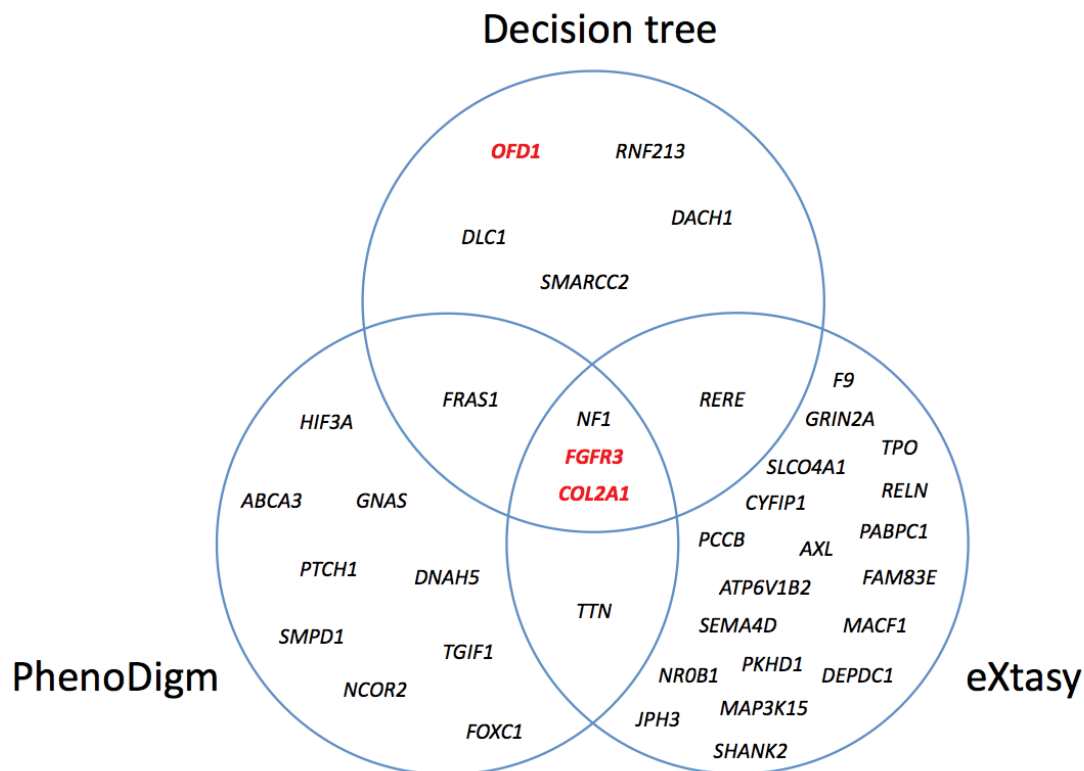 Decision tree
OFD1
RNF213
DACH1
DLC1
SMARCC2
FRAS1
NF1
RERE
FGFR3
COL2A1
F9
GRIN2A
TPO
SLCO4A1
RELN
CYFIP1
PABPC1
PCCB
AXL
FAM83E
ATP6V1B2
SEMA4D
MACF1
PKHD1
NR0B1
DEPDC1
MAP3K15
JPH3
SHANK2
HIF3A
ABCA3
GNAS
PTCH1
DNAH5
TTN
SMPD1
TGIF1
NCOR2
FOXC1
PhenoDigm
eXtasy